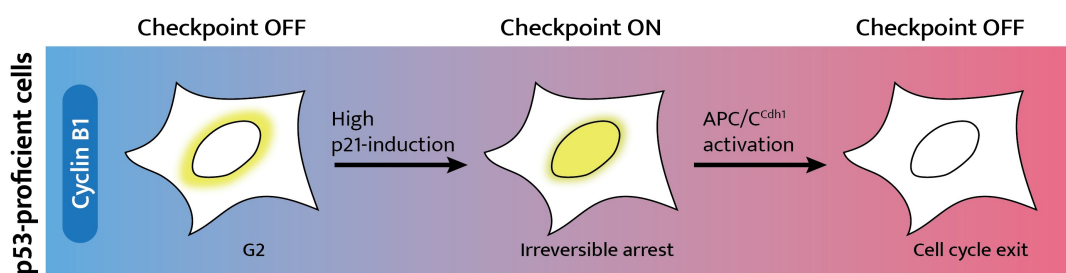 Checkpoint OFF
Checkpoint ON
Checkpoint OFF
p53-proficient cells
Cyclin B1
High
p21-induction
APC/C^Cdh1
activation
G2
Irreversible arrest
Cell cycle exit